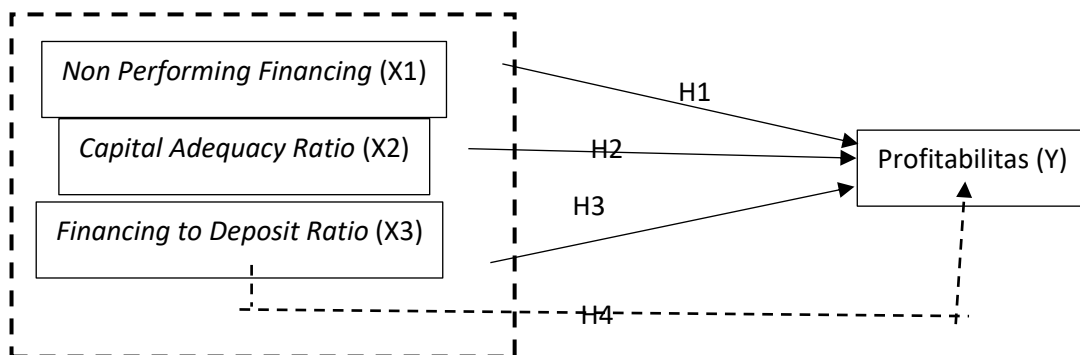 Non Performing Financing (X1)
H1
Capital Adequacy Ratio (X2)
H2
Profitabilitas (Y)
Financing to Deposit Ratio (X3)
H3
H4